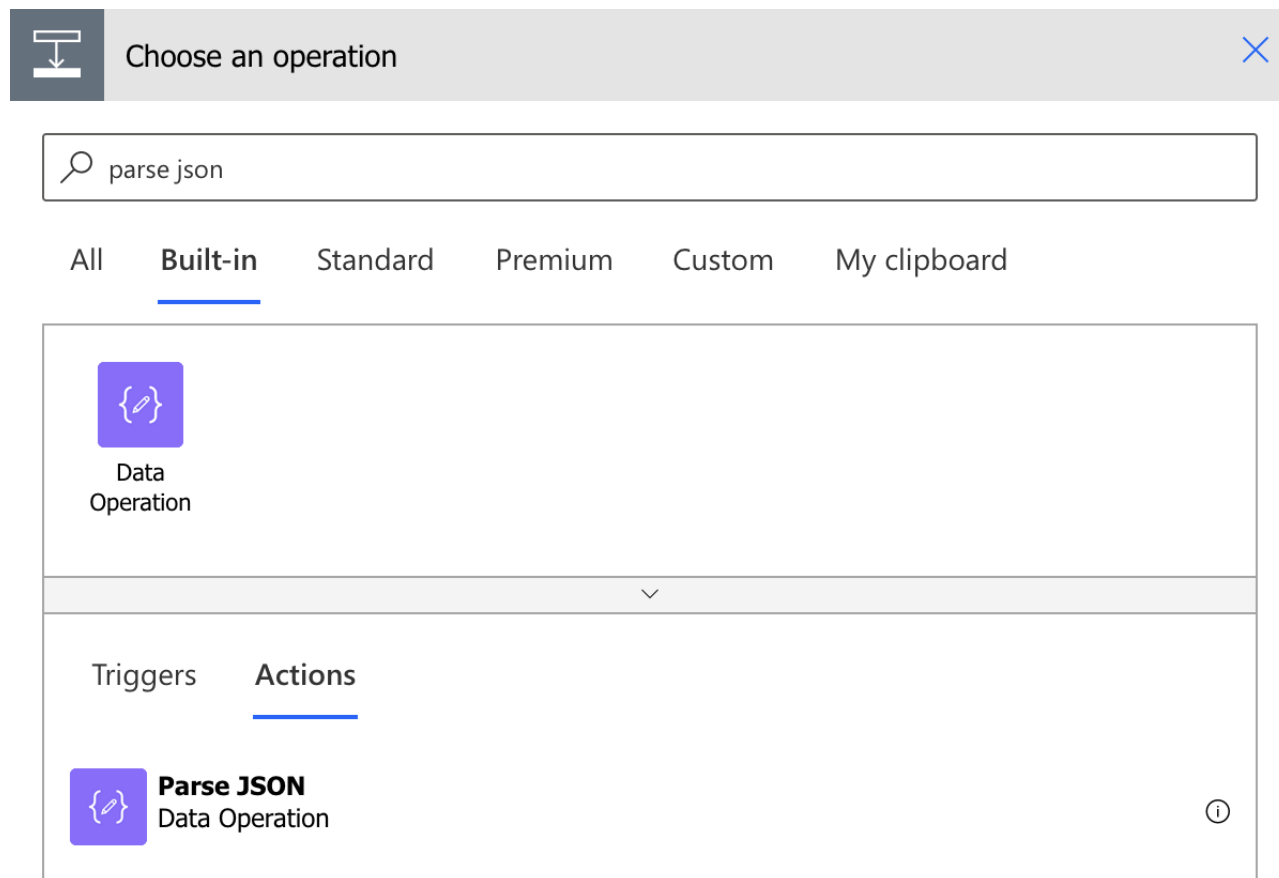 Choose an operation
parse json
All Built-in Standard Premium Custom My clipboard
Data
Operation
Triggers Actions
Parse JSON
Data Operation